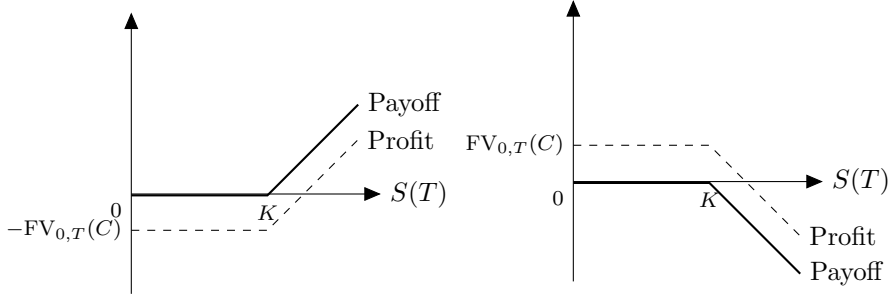 Payoff
Profit
S(T)
0
K
−FV₀,T(C)
FV₀,T(C)
S(T)
0
K
Profit
Payoff